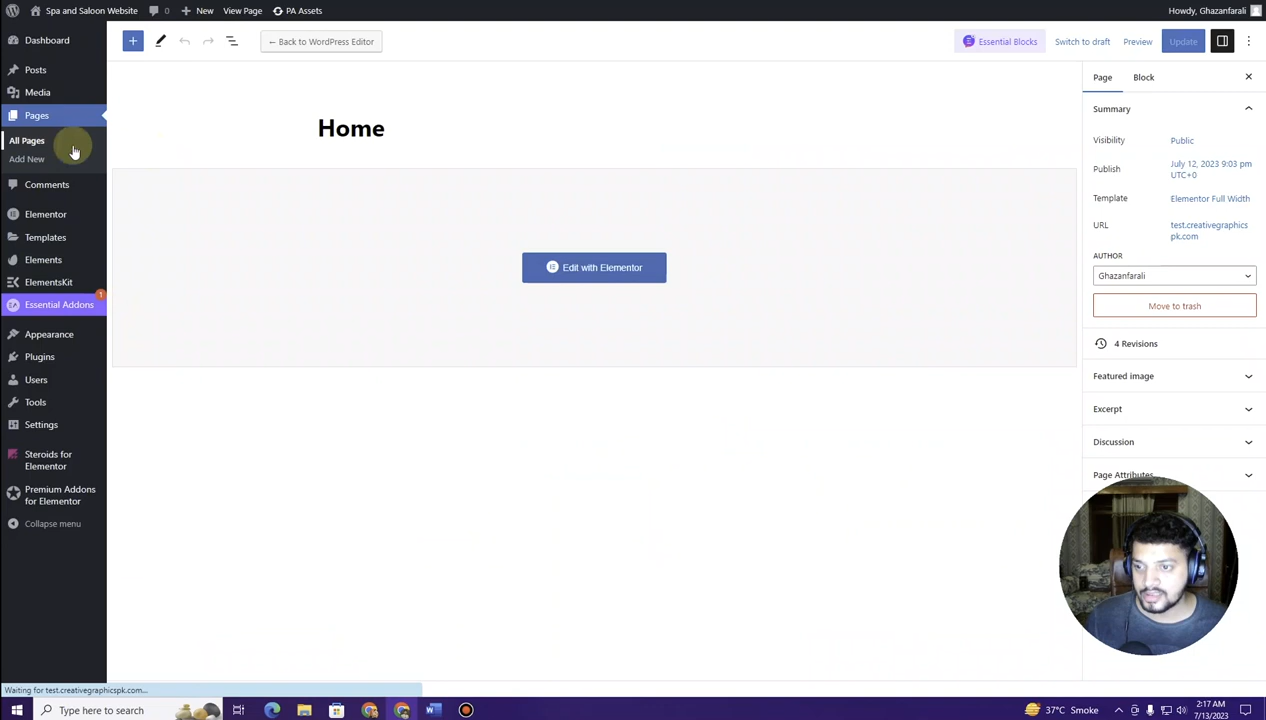 Spa and Saloon Website 0 New View Page PA Assets Howdy, Ghazanfarali
Dashboard
Posts
Media
Pages
All Pages
Add New
Comments
Elementor
Templates
Elements
ElementsKit
Essential Addons 1
Appearance
Plugins
Users
Tools
Settings
Steroids for
Elementor
Premium Addons
for Elementor
Collapse menu
← Back to WordPress Editor
Essential Blocks Switch to draft Preview Update
Home
Edit with Elementor
Page Block
Summary
Visibility Public
Publish July 12, 2023 9:03 pm
UTC+0
Template Elementor Full Width
URL test.creativegraphics
pk.com
AUTHOR
Ghazanfarali
Move to trash
4 Revisions
Featured image
Excerpt
Discussion
Page Attributes
Waiting for test.creativegraphicspk.com...
Type here to search
37°C Smoke
2:17 AM
7/13/2023